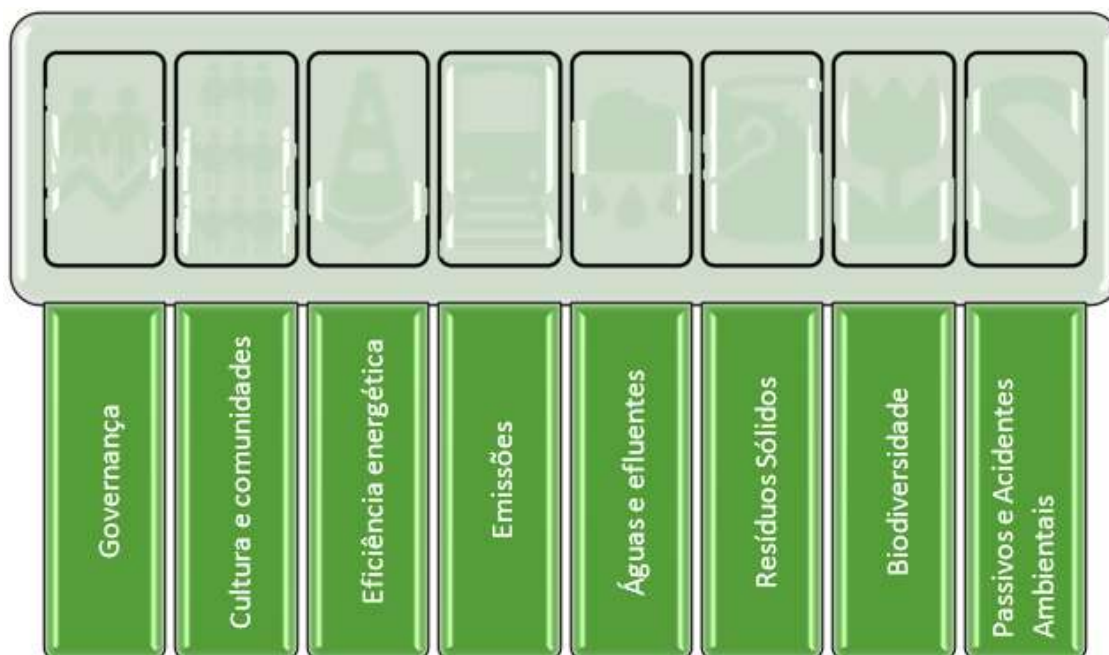 Governança
Cultura e comunidades
Eficiência energética
Emissões
Águas e efluentes
Resíduos Sólidos
Biodiversidade
Passivos e Acidentes
Ambientais